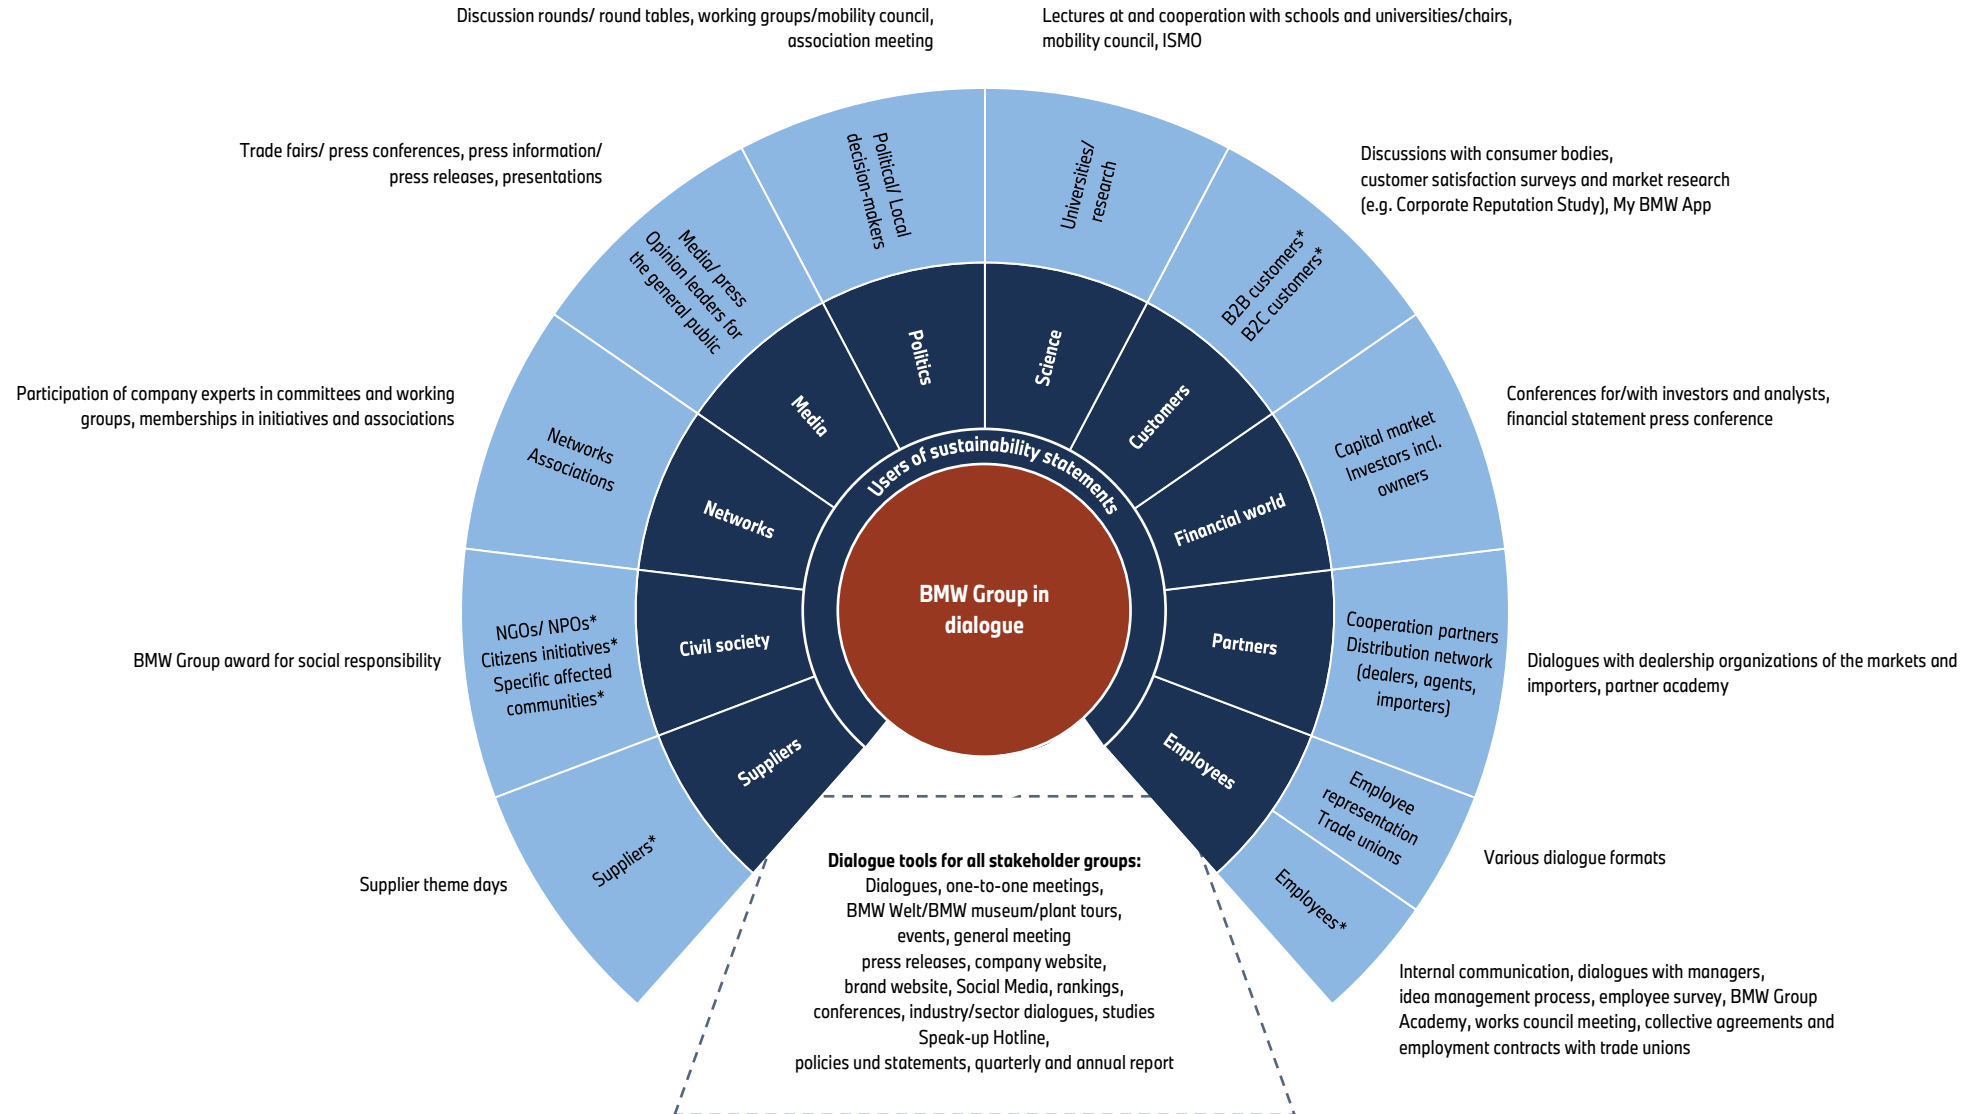 Discussion rounds/ round tables, working groups/mobility council,
association meeting
Lectures at and cooperation with schools and universities/chairs,
mobility council, ISMO
Trade fairs/ press conferences, press information/
press releases, presentations
Discussions with consumer bodies,
customer satisfaction surveys and market research
(e.g. Corporate Reputation Study), My BMW App
Participation of company experts in committees and working
groups, memberships in initiatives and associations
Conferences for/with investors and analysts,
financial statement press conference
BMW Group award for social responsibility
Dialogues with dealership organizations of the markets and
importers, partner academy
Supplier theme days
Various dialogue formats
Internal communication, dialogues with managers,
idea management process, employee survey, BMW Group
Academy, works council meeting, collective agreements and
employment contracts with trade unions
Suppliers*
NGOs/ NPOs*
Citizens initiatives*
Specific affected
communities*
Networks
Associations
Media/ press
Opinion leaders for
the general public
Political/ Local
decision-makers
Universities/
research
B2B customers*
B2C customers*
Capital market
Investors incl.
owners
Cooperation partners
Distribution network
(dealers, agents,
importers)
Employee
representation
Trade unions
Employees*
Suppliers
Civil society
Networks
Media
Politics
Science
Customers
Financial world
Partners
Employees
Users of sustainability statements
BMW Group in
dialogue
Dialogue tools for all stakeholder groups:
Dialogues, one-to-one meetings,
BMW Welt/BMW museum/plant tours,
events, general meeting
press releases, company website,
brand website, Social Media, rankings,
conferences, industry/sector dialogues, studies
Speak-up Hotline,
policies und statements, quarterly and annual report